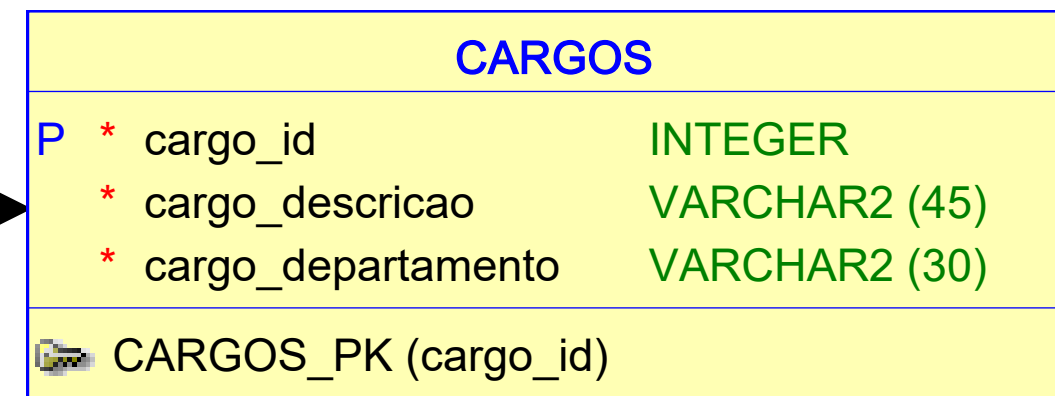 CARGOS
P * cargo_id INTEGER
* cargo_descricao VARCHAR2 (45)
* cargo_departamento VARCHAR2 (30)
CARGOS_PK (cargo_id)